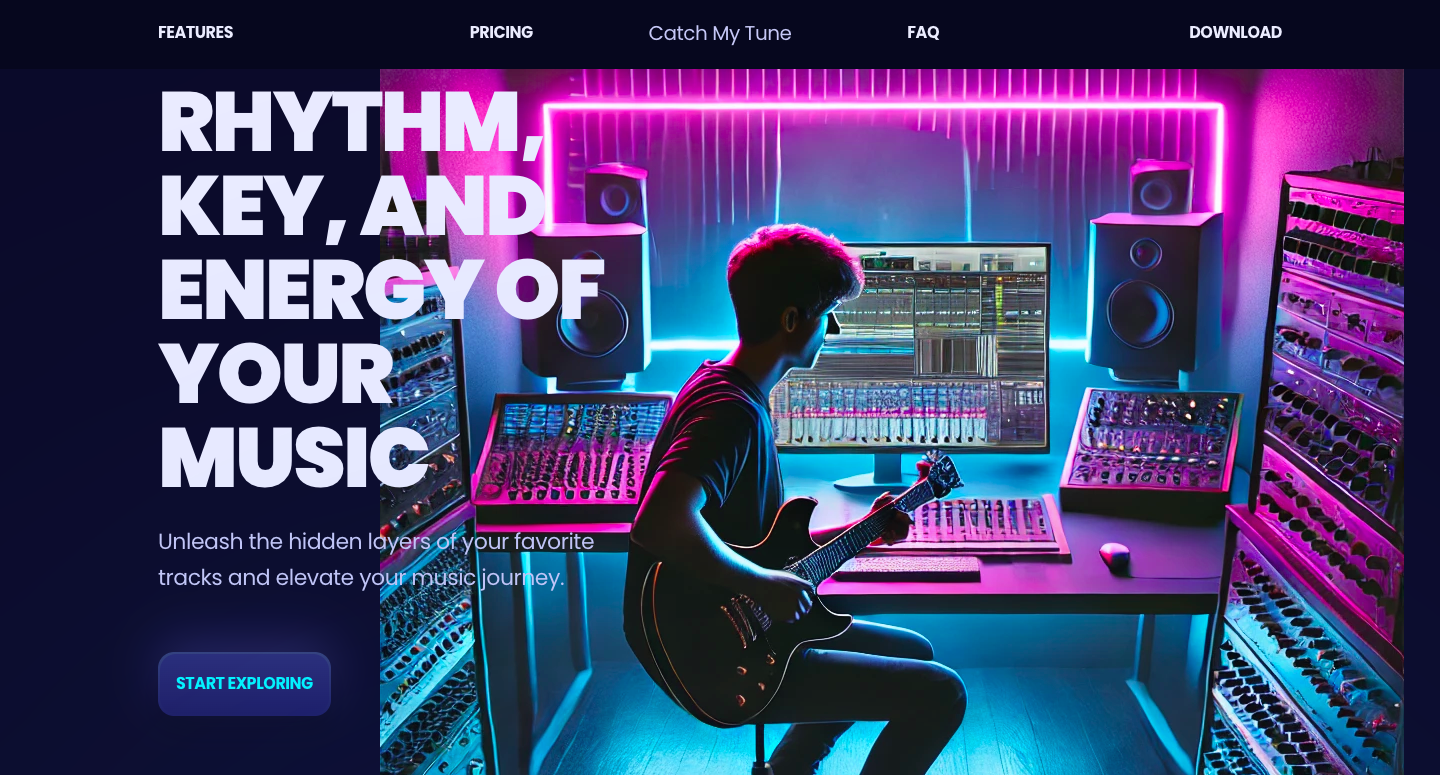 FEATURES
PRICING
Catch My Tune
FAQ
DOWNLOAD
RHYTHM,
KEY, AND
ENERGY OF
YOUR
MUSIC
Unleash the hidden layers of your favorite
tracks and elevate your music journey.
START EXPLORING